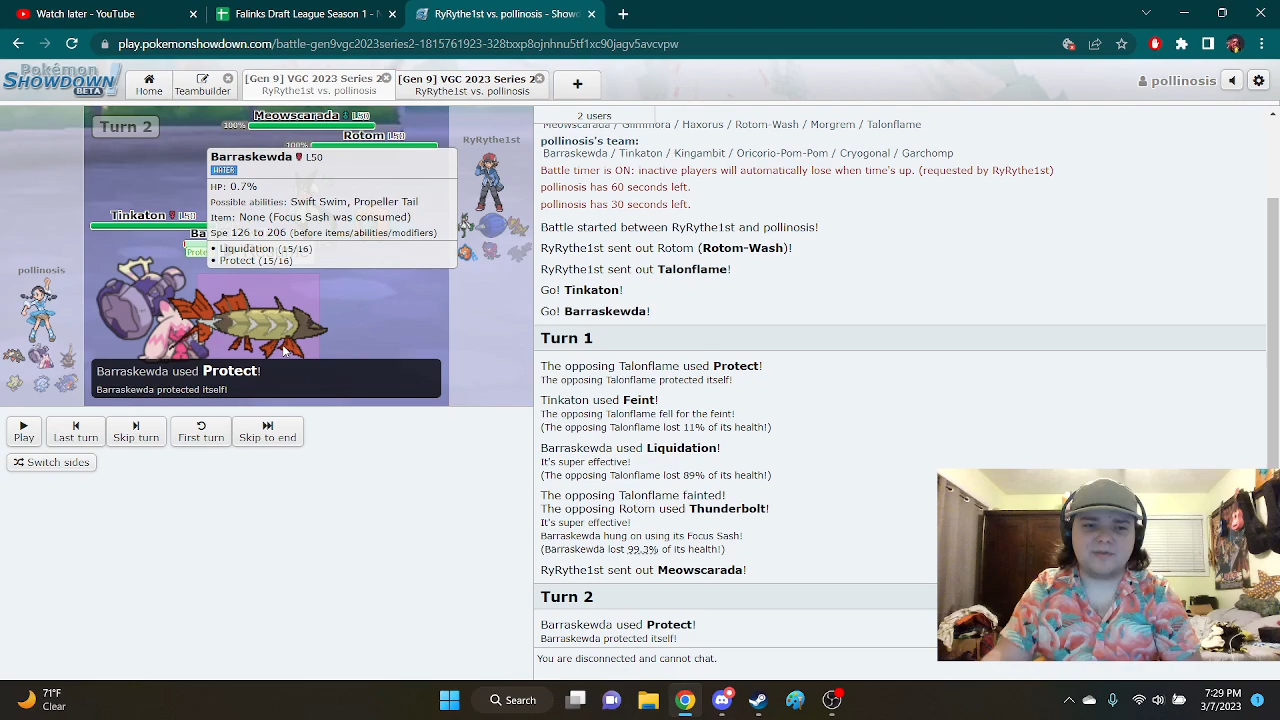 Watch later - YouTube
Falinks Draft League Season 1 - N
RyRythe1st vs. pollinosis - Showd
play.pokemonshowdown.com/battle-gen9vgc2023series2-1815761923-328txxp8ojnhnu5tf1xc90jagv5avcvpw
Pokémon
SHOWDOWN!
BETA
Home
Teambuilder
[Gen 9] VGC 2023 Series 2
RyRythe1st vs. pollinosis
[Gen 9] VGC 2023 Series 2
RyRythe1st vs. pollinosis
pollinosis
Turn 2
Meowscarada L50
100%
Rotom L50
100%
RyRythe1st
Barraskewda L50
WATER
HP: 0.7%
Possible abilities: Swift Swim, Propeller Tail
Item: None (Focus Sash was consumed)
Spe 126 to 206 (before items/abilities/modifiers)
• Liquidation (15/16)
• Protect (15/16)
Tinkaton L50
Ba
Prote
pollinosis
Barraskewda used Protect!
Barraskewda protected itself!
Play
Last turn
Skip turn
First turn
Skip to end
Switch sides
2 users
Meowscarada / Glimmora / Haxorus / Rotom-Wash / Morgrem / Talonflame
pollinosis's team:
Barraskewda / Tinkaton / Kingambit / Oricorio-Pom-Pom / Cryogonal / Garchomp
Battle timer is ON: inactive players will automatically lose when time's up. (requested by RyRythe1st)
pollinosis has 60 seconds left.
pollinosis has 30 seconds left.
Battle started between RyRythe1st and pollinosis!
RyRythe1st sent out Rotom (Rotom-Wash)!
RyRythe1st sent out Talonflame!
Go! Tinkaton!
Go! Barraskewda!
Turn 1
The opposing Talonflame used Protect!
The opposing Talonflame protected itself!
Tinkaton used Feint!
The opposing Talonflame fell for the feint!
(The opposing Talonflame lost 11% of its health!)
Barraskewda used Liquidation!
It's super effective!
(The opposing Talonflame lost 89% of its health!)
The opposing Talonflame fainted!
The opposing Rotom used Thunderbolt!
It's super effective!
Barraskewda hung on using its Focus Sash!
(Barraskewda lost 99.3% of its health!)
RyRythe1st sent out Meowscarada!
Turn 2
Barraskewda used Protect!
Barraskewda protected itself!
You are disconnected and cannot chat.
71°F
Clear
Search
7:29 PM
3/7/2023